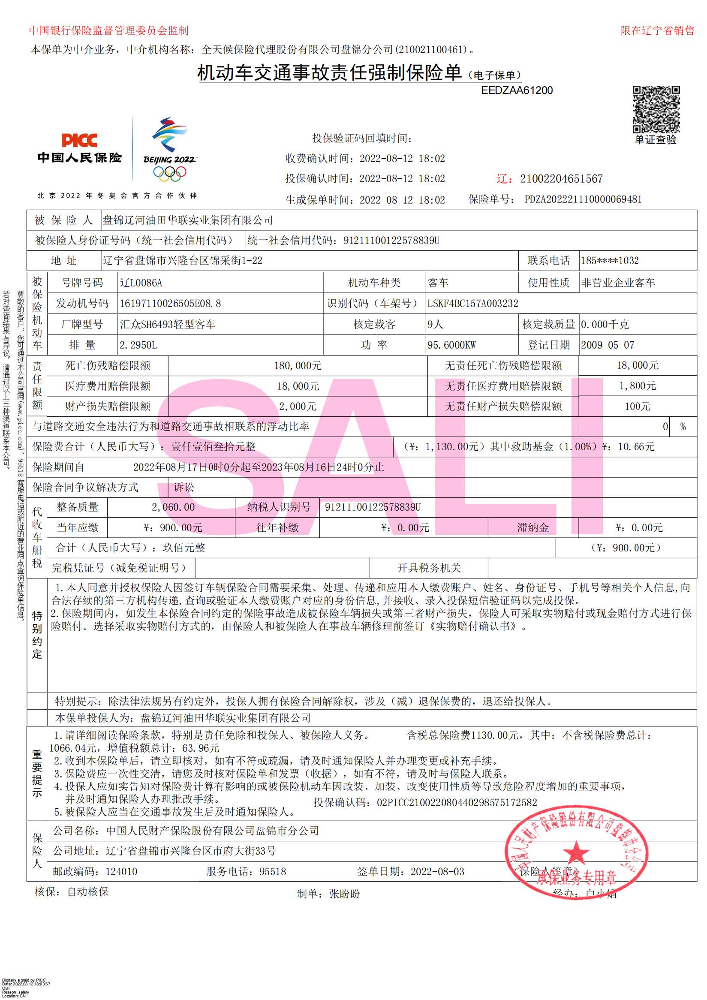 中国银行保险监督管理委员会监制
限在辽宁省销售
本保单为中介业务，中介机构名称：全天候保险代理股份有限公司盘锦分公司(210021100461)。
机动车交通事故责任强制保险单（电子保单）
EEDZAA61200
单证查验
PICC
中国人民保险
BEIJING 2022
北京2022年冬奥会官方合作伙伴
投保验证码回填时间：
收费确认时间：2022-08-12 18:02
投保确认时间：2022-08-12 18:02
辽：21002204651567
生成保单时间：2022-08-12 18:02
保险单号： PDZA202221110000069481
被保险人 盘锦辽河油田华联实业集团有限公司
被保险人身份证号码（统一社会信用代码） 统一社会信用代码：91211100122578839U
地 址 辽宁省盘锦市兴隆台区锦采街1-22 联系电话 185****1032
被保险机动车
号牌号码 辽L0086A 机动车种类 客车 使用性质 非营业企业客车
发动机号码 16197110026505E08.8 识别代码（车架号） LSKF4BC157A003232
厂牌型号 汇众SH6493轻型客车 核定载客 9人 核定载质量 0.000千克
排 量 2.2950L 功 率 95.6000KW 登记日期 2009-05-07
责任限额
死亡伤残赔偿限额 180,000元 无责任死亡伤残赔偿限额 18,000元
医疗费用赔偿限额 18,000元 无责任医疗费用赔偿限额 1,800元
财产损失赔偿限额 2,000元 无责任财产损失赔偿限额 100元
SALI
与道路交通安全违法行为和道路交通事故相联系的浮动比率 0 %
保险费合计（人民币大写）：壹仟壹佰叁拾元整 （¥：1,130.00元）其中救助基金（1.00%）¥：10.66元
保险期间自 2022年08月17日0时0分起至2023年08月16日24时0分止
保险合同争议解决方式 诉讼
代收车船税
整备质量 2,060.00 纳税人识别号 91211100122578839U
当年应缴 ¥：900.00元 往年补缴 ¥：0.00元 滞纳金 ¥：0.00元
合计（人民币大写）：玖佰元整 （¥：900.00元）
完税凭证号（减免税证明号） 开具税务机关
特别约定
1.本人同意并授权保险人因签订车辆保险合同需要采集、处理、传递和应用本人缴费账户、姓名、身份证号、手机号等相关个人信息,向
合法存续的第三方机构传递,查询或验证本人缴费账户对应的身份信息,并接收、录入投保短信验证码以完成投保。
2.保险期间内，如发生本保险合同约定的保险事故造成被保险车辆损失或第三者财产损失，保险人可采取实物赔付或现金赔付方式进行保
险赔付。选择采取实物赔付方式的，由保险人和被保险人在事故车辆修理前签订《实物赔付确认书》。
特别提示：除法律法规另有约定外，投保人拥有保险合同解除权，涉及（减）退保保费的，退还给投保人。
本保单投保人为：盘锦辽河油田华联实业集团有限公司
重要提示
1.请详细阅读保险条款，特别是责任免除和投保人、被保险人义务。 含税总保险费1130.00元，其中：不含税保险费总计：
1066.04元，增值税额总计：63.96元
2.收到本保险单后，请立即核对，如有不符或疏漏，请及时通知保险人并办理变更或补充手续。
3.保险费应一次性交清，请您及时核对保险单和发票（收据），如有不符，请及时与保险人联系。
4.投保人应如实告知对保险费计算有影响的或被保险机动车因改装、加装、改变使用性质等导致危险程度增加的重要事项，
并及时通知保险人办理批改手续。 投保确认码：02PICC210022080440298575172582
5.被保险人应当在交通事故发生后及时通知保险人。
保险人
公司名称：中国人民财产保险股份有限公司盘锦市分公司
公司地址：辽宁省盘锦市兴隆台区市府大街33号
邮政编码：124010 服务电话：95518 签单日期：2022-08-03 （保险人签章）
中国人民财产保险股份有限公司盘锦市分公司
承保业务专用章
核保：自动核保 制单：张盼盼 经办：白小娟
尊敬的客户：您可通过本公司官网(www.picc.com)、95518客服电话或附近的营业网点查询保险单信息。
若对查询结果有异议，请通过以上三种渠道联系本公司。
Digitally signed by PICC
Date: 2022.08.12 18:03:57
CST
Reason: safety
Location: CN